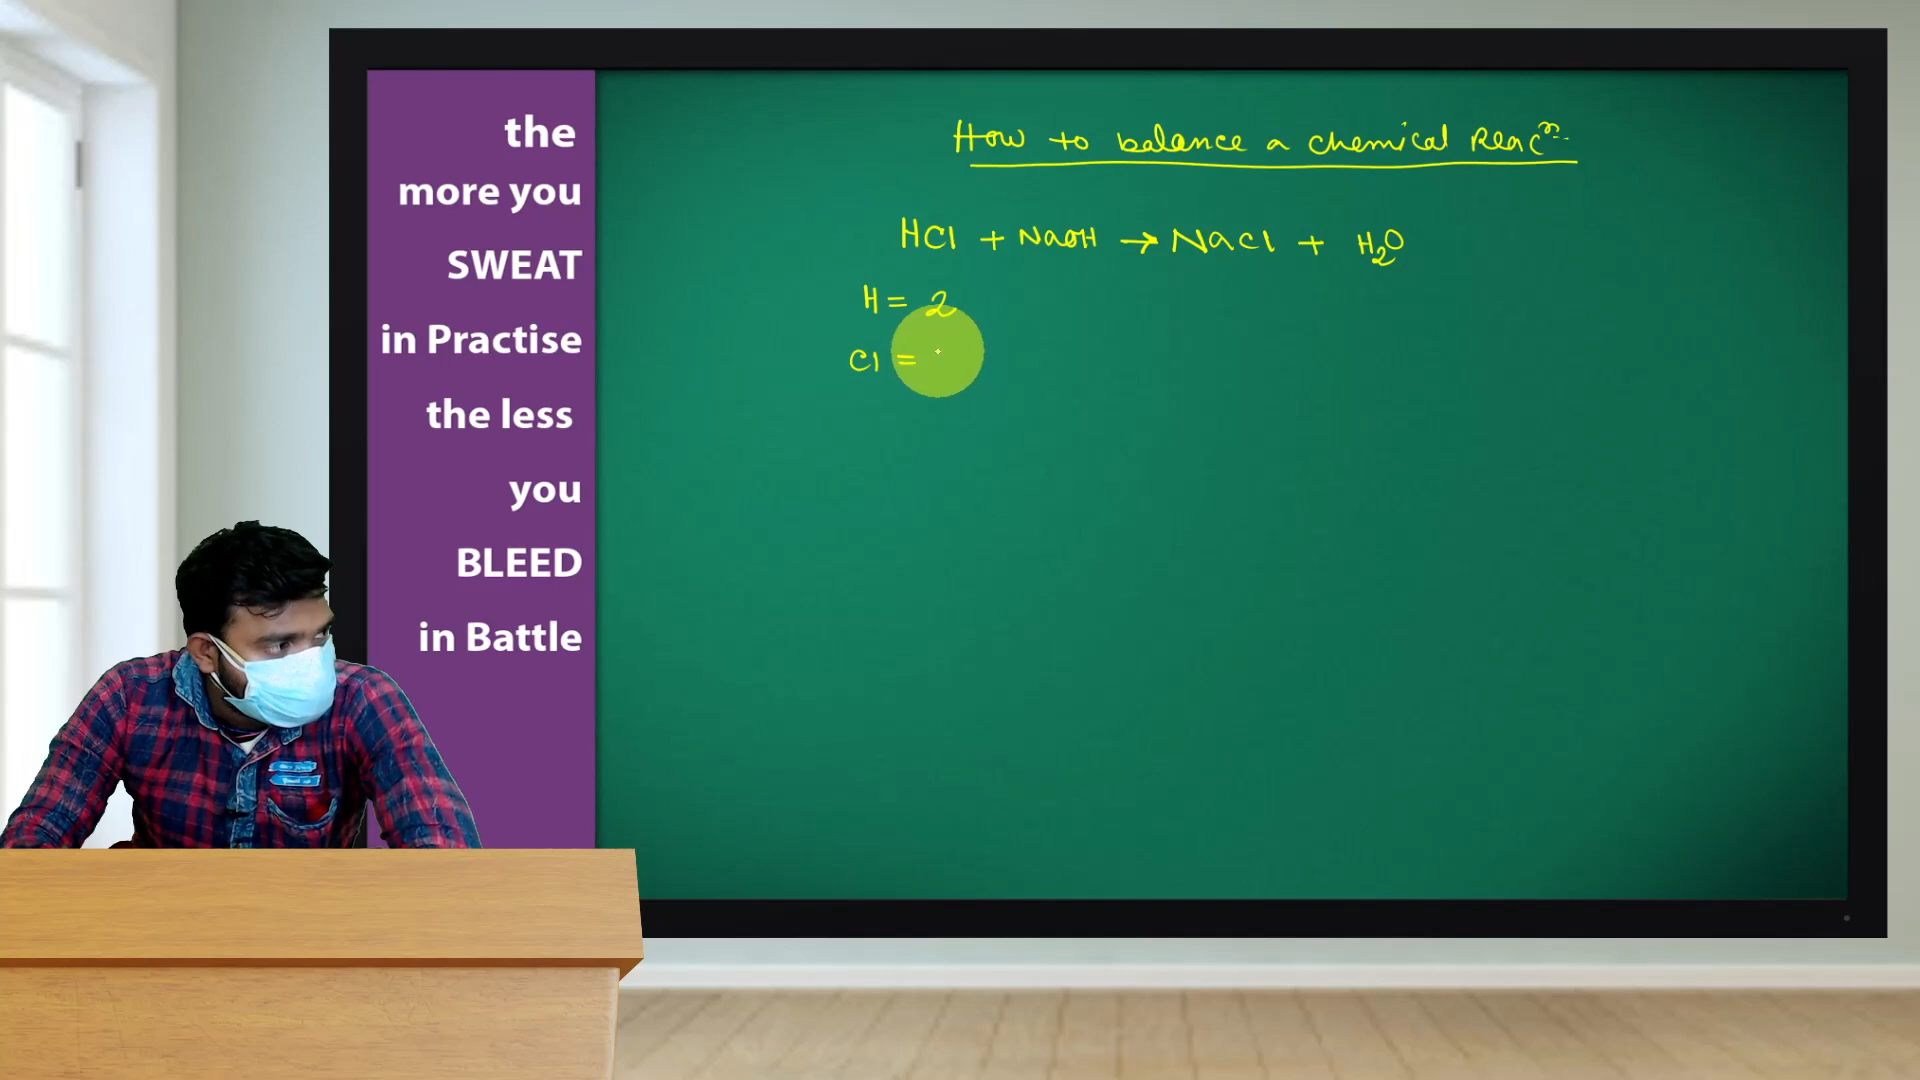 the
more you
SWEAT
in Practise
the less
you
BLEED
in Battle
How to balance a chemical Reacⁿ.
HCl + NaOH → NaCl + H₂O
H = 2
Cl =